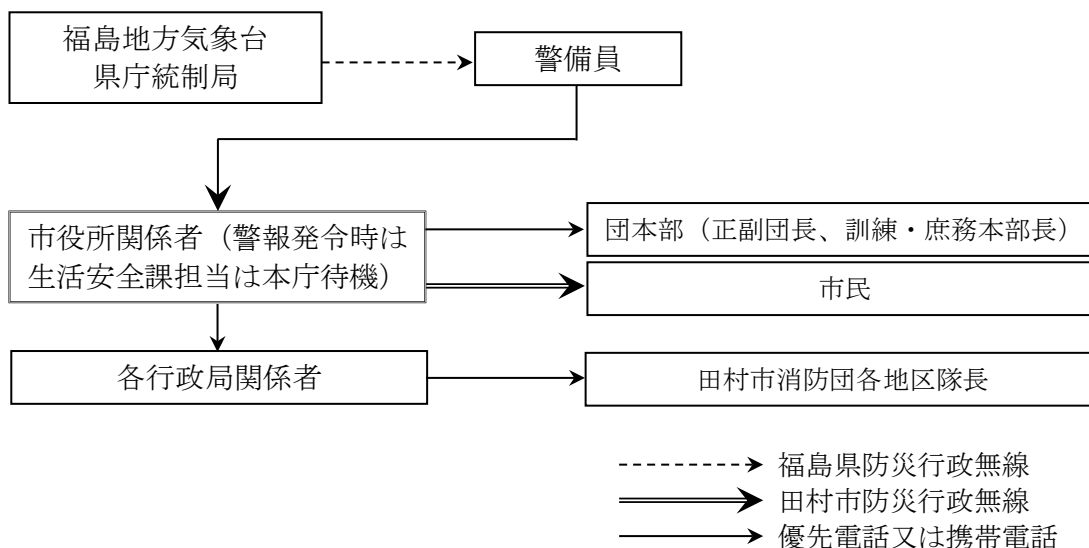 福島地方気象台
県庁統制局
警備員
市役所関係者（警報発令時は
生活安全課担当は本庁待機）
団本部（正副団長、訓練・庶務本部長）
市民
各行政局関係者
田村市消防団各地区隊長
福島県防災行政無線
田村市防災行政無線
優先電話又は携帯電話